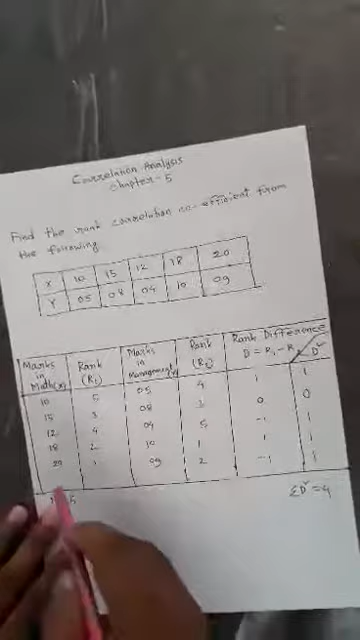 Correlation Analysis
Chapter-5
Find the rank correlation co-efficient from
the following
X 10 15 12 18 20
Y 05 08 04 10 09
Marks in Math(x) Rank (R₁) Marks in Management(y) Rank (R₂) Rank Difference D = R₁ - R₂ D²
10 5 05 4 1 1
15 3 08 3 0 0
12 4 04 5 -1 1
18 2 10 1 1 1
20 1 09 2 -1 1
ΣD² = 4